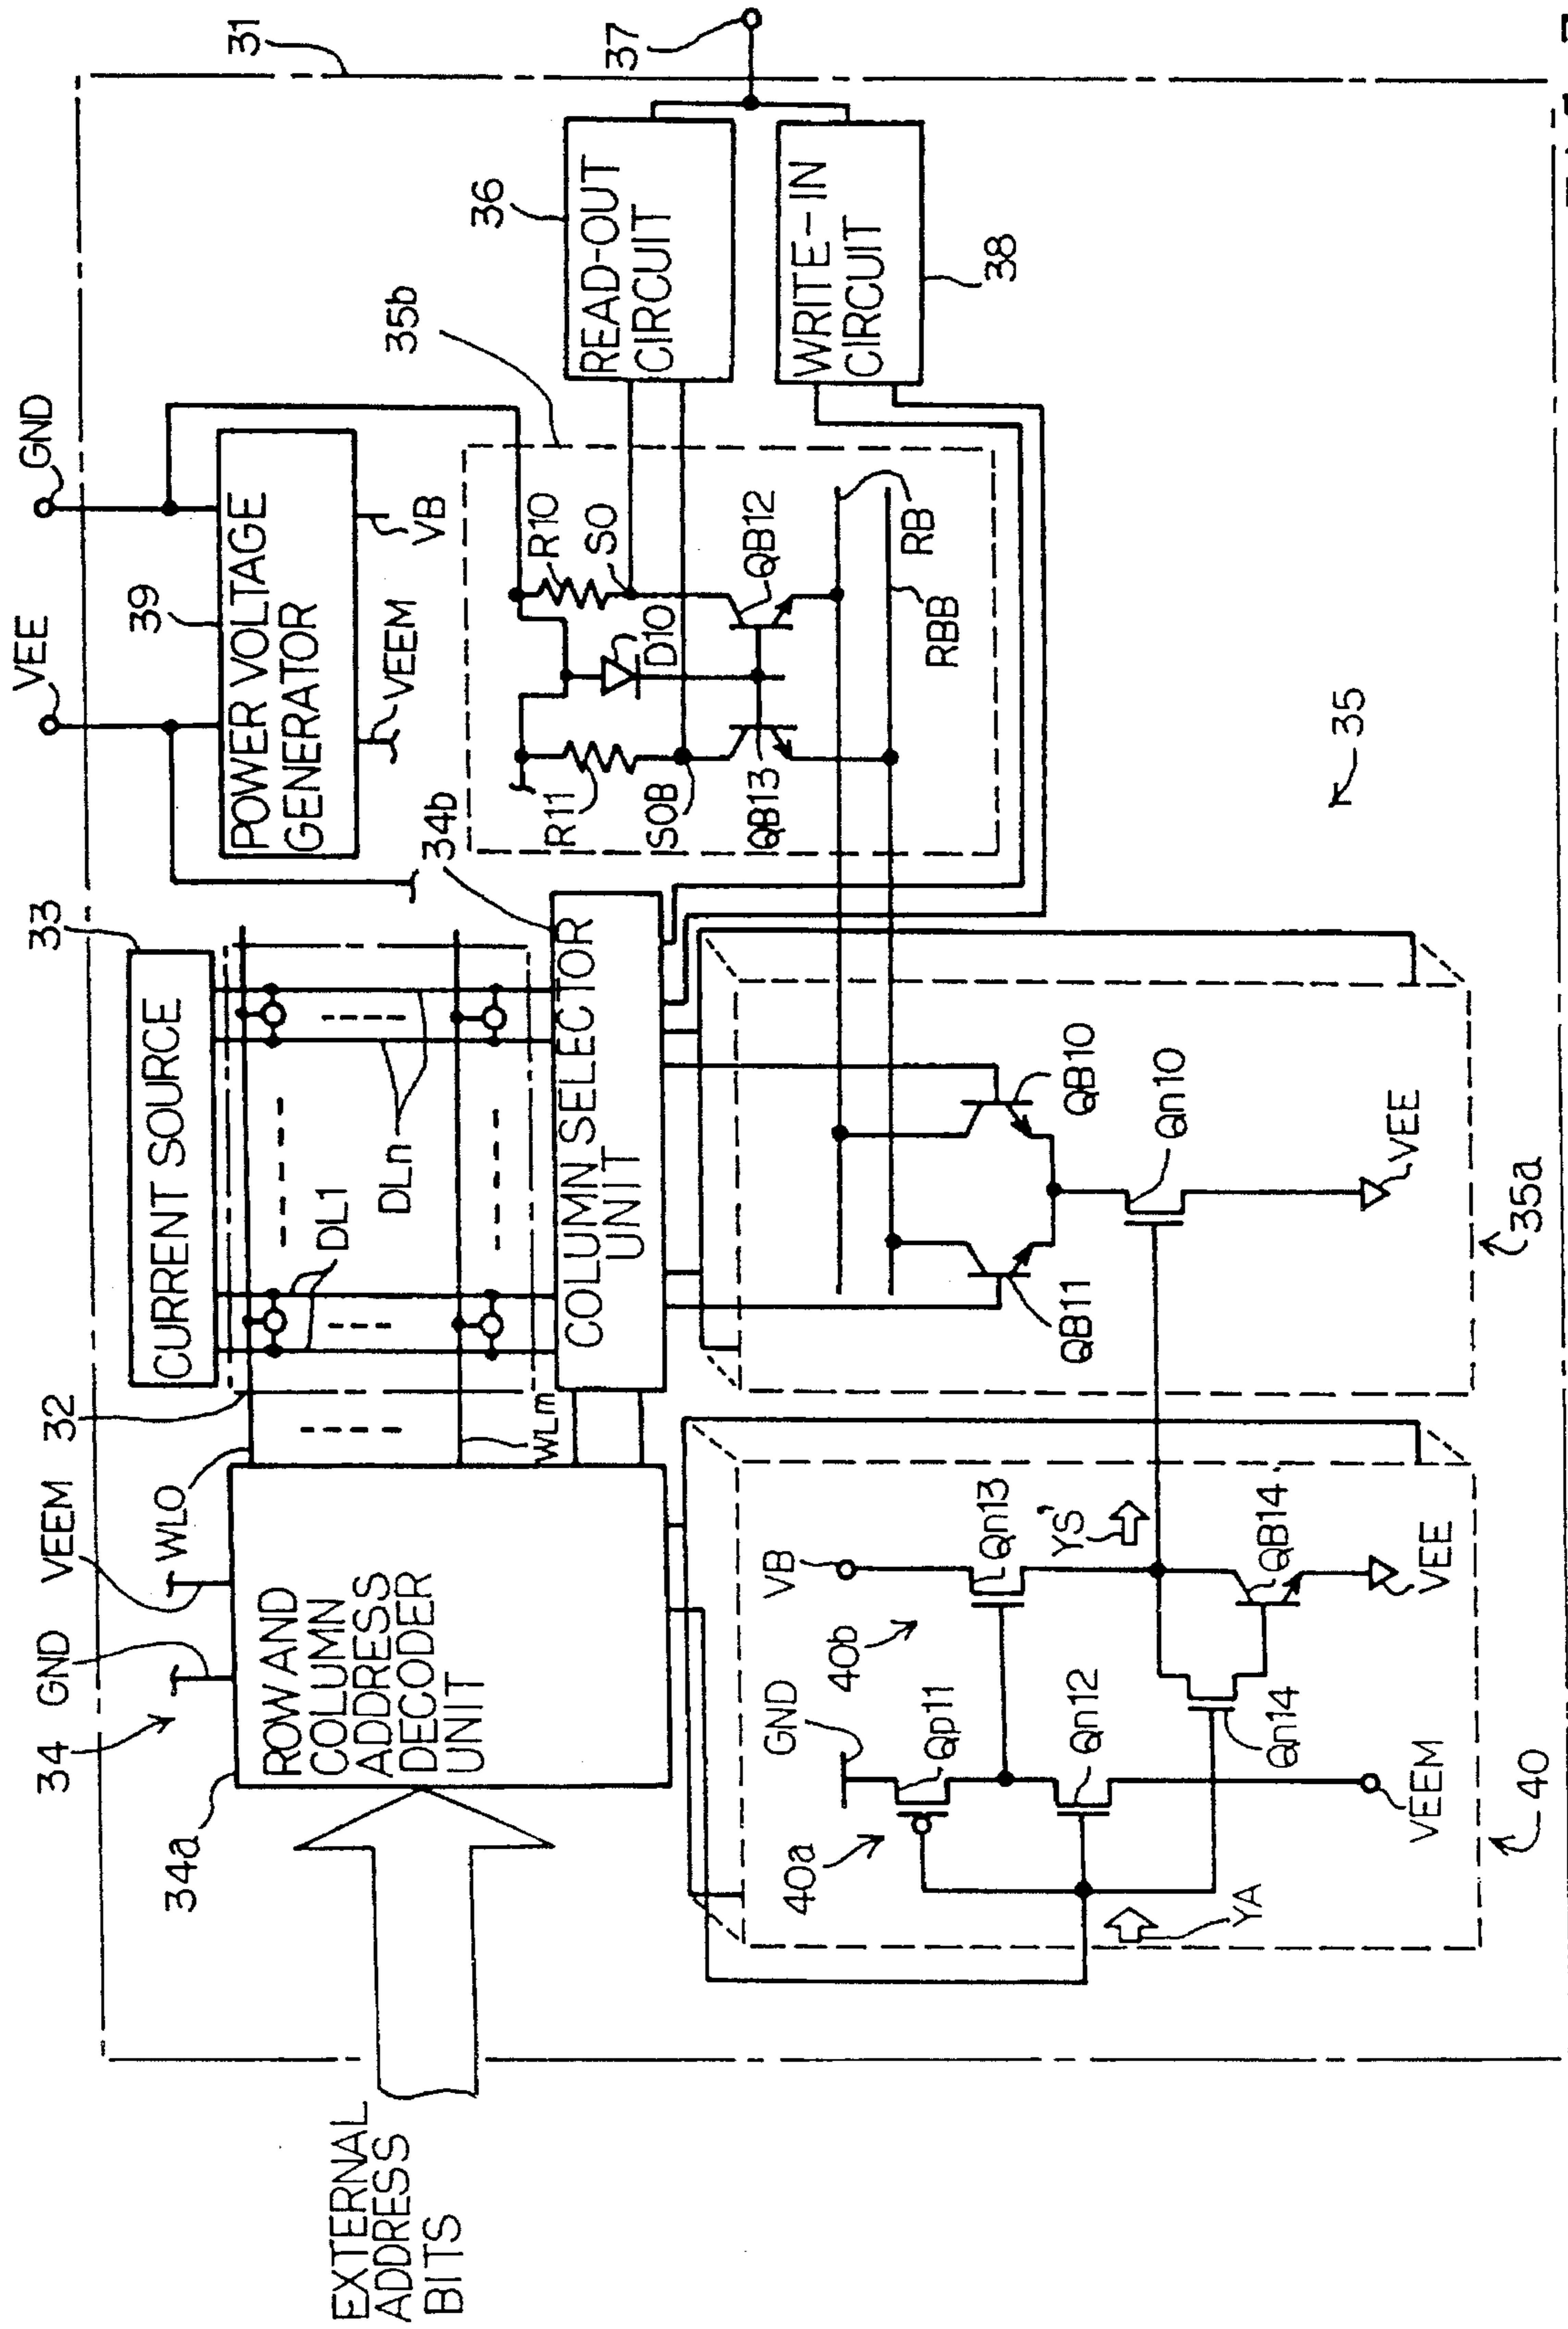 VEE
GND
31
37
39
POWER VOLTAGE
GENERATOR
VEEM
VB
33
CURRENT SOURCE
32
VEEM
GND
34
WL0
34a
ROW AND
COLUMN
ADDRESS
DECODER
UNIT
EXTERNAL
ADDRESS
BITS
DL1
DLn
WLm
34b
COLUMN SELECTOR
UNIT
35b
R10
R11
SO
SOB
D10
QB12
QB13
RB
RBB
36
READ-OUT
CIRCUIT
WRITE-IN
CIRCUIT
38
GND
VB
40a
40b
Qp11
Qn12
Qn13
Qn14
QB14
YS'
YA
VEEM
VEE
40
QB10
QB11
Qn10
VEE
35a
35